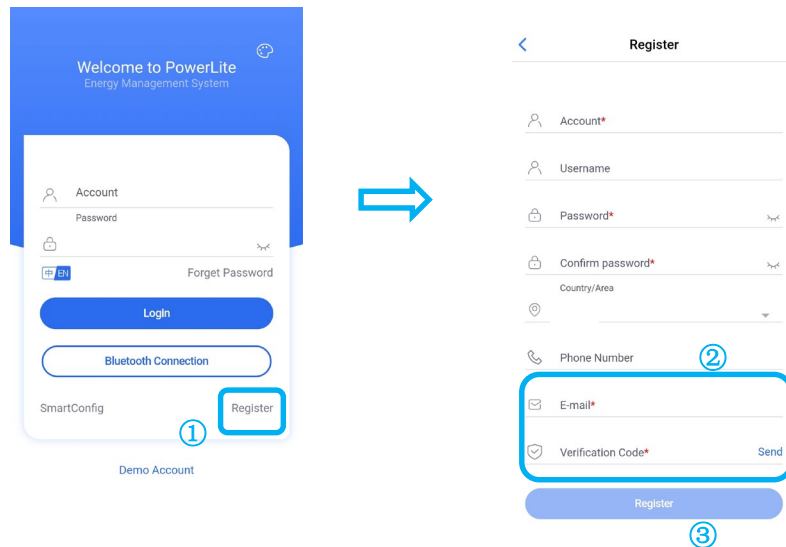 Welcome to PowerLite
Energy Management System
Account
Password
中/EN
Forget Password
Login
Bluetooth Connection
SmartConfig
Register
①
Demo Account
Register
Account*
Username
Password*
Confirm password*
Country/Area
Phone Number
②
E-mail*
Verification Code* Send
Register
③